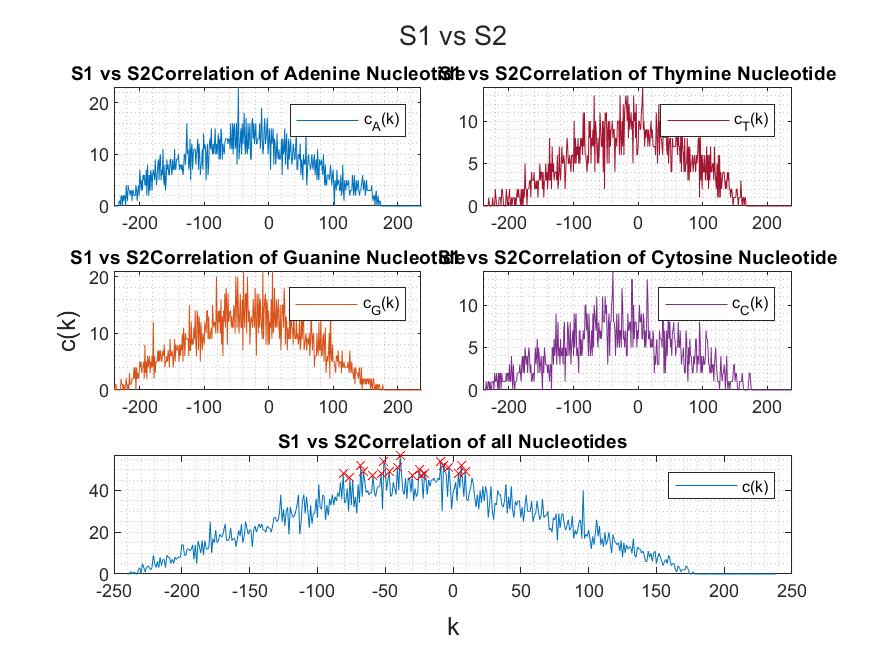 S1 vs S2
S1 vs S2Correlation of Adenine Nucleotide
S1 vs S2Correlation of Thymine Nucleotide
20
10
0
-200 -100 0 100 200
c_A(k)
10
5
0
-200 -100 0 100 200
c_T(k)
S1 vs S2Correlation of Guanine Nucleotide
S1 vs S2Correlation of Cytosine Nucleotide
20
10
0
-200 -100 0 100 200
c_G(k)
10
5
0
-200 -100 0 100 200
c_C(k)
c(k)
S1 vs S2Correlation of all Nucleotides
40
20
0
-250 -200 -150 -100 -50 0 50 100 150 200 250
c(k)
k